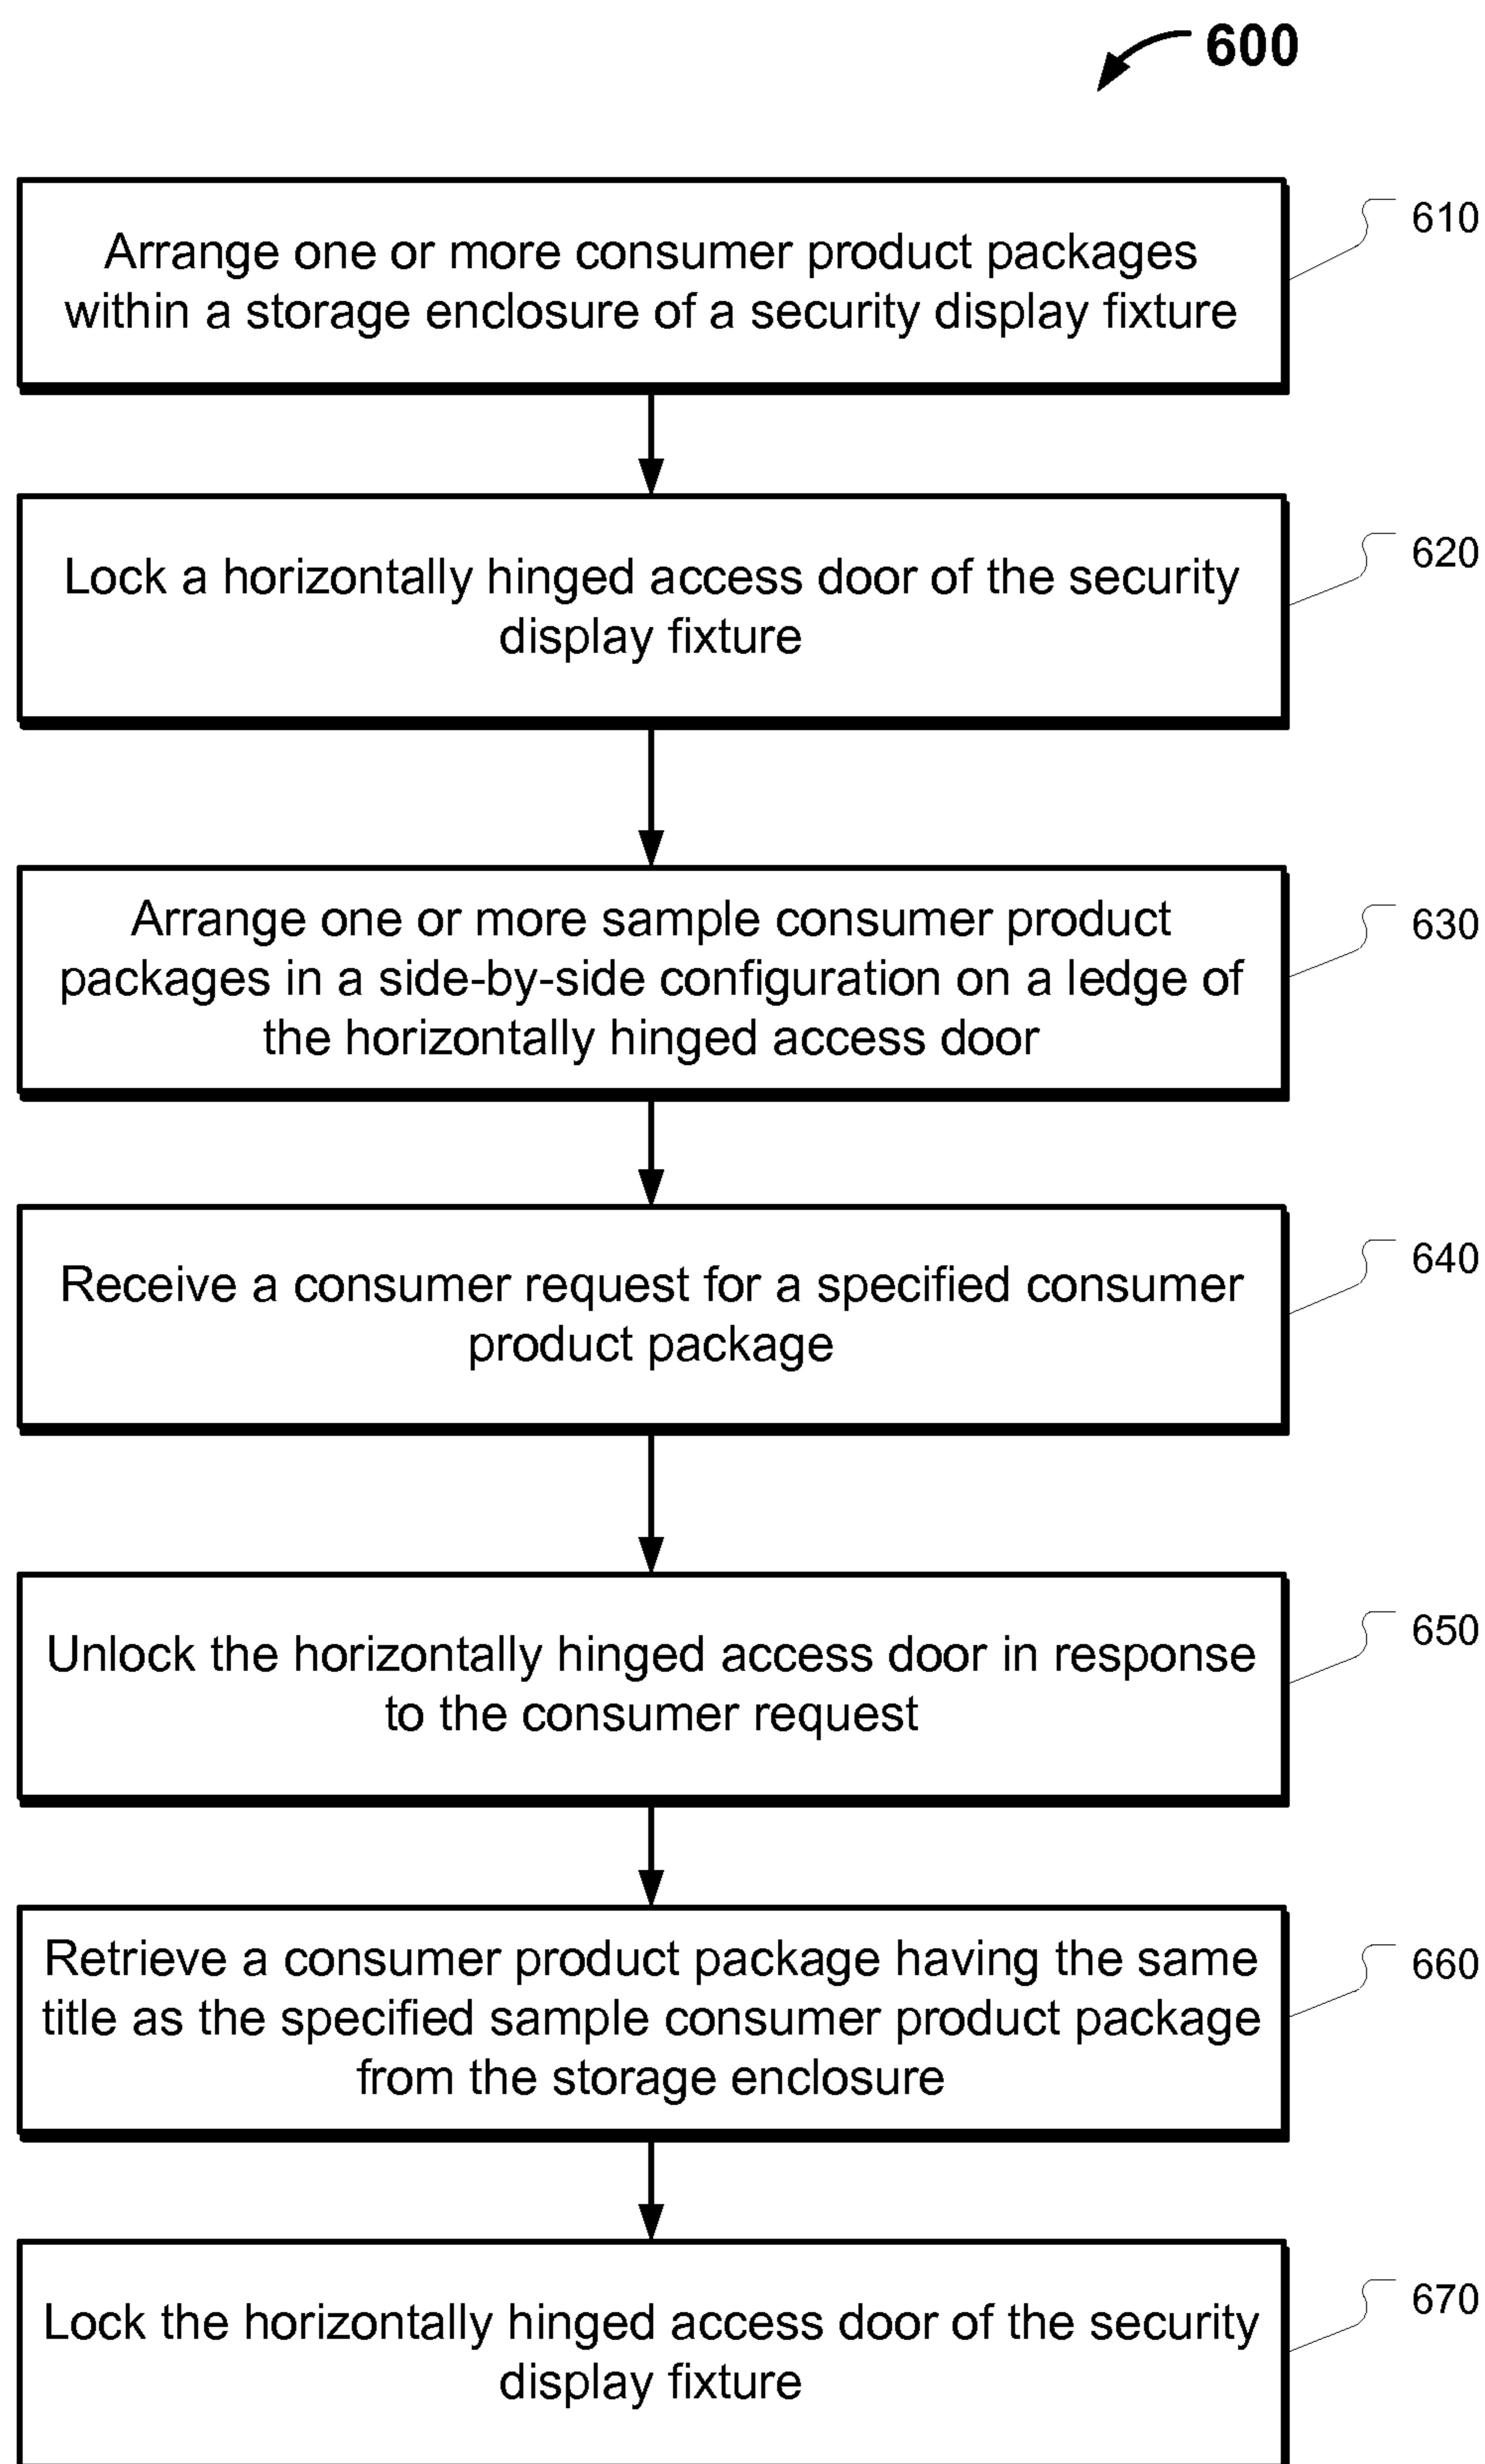 600
Arrange one or more consumer product packages
within a storage enclosure of a security display fixture
610
Lock a horizontally hinged access door of the security
display fixture
620
Arrange one or more sample consumer product
packages in a side-by-side configuration on a ledge of
the horizontally hinged access door
630
Receive a consumer request for a specified consumer
product package
640
Unlock the horizontally hinged access door in response
to the consumer request
650
Retrieve a consumer product package having the same
title as the specified sample consumer product package
from the storage enclosure
660
Lock the horizontally hinged access door of the security
display fixture
670